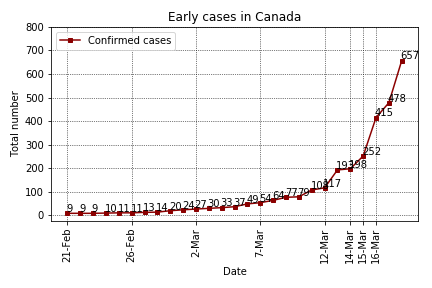 Early cases in Canada
Confirmed cases
Total number
800
700
600
500
400
300
200
100
0
9 9 9 10 11 11 13 14 20 24 27 30 33 37 49 54 64 77 79 117 198 252 415 478 657
21-Feb 26-Feb 2-Mar 7-Mar 12-Mar 14-Mar 15-Mar 16-Mar
Date